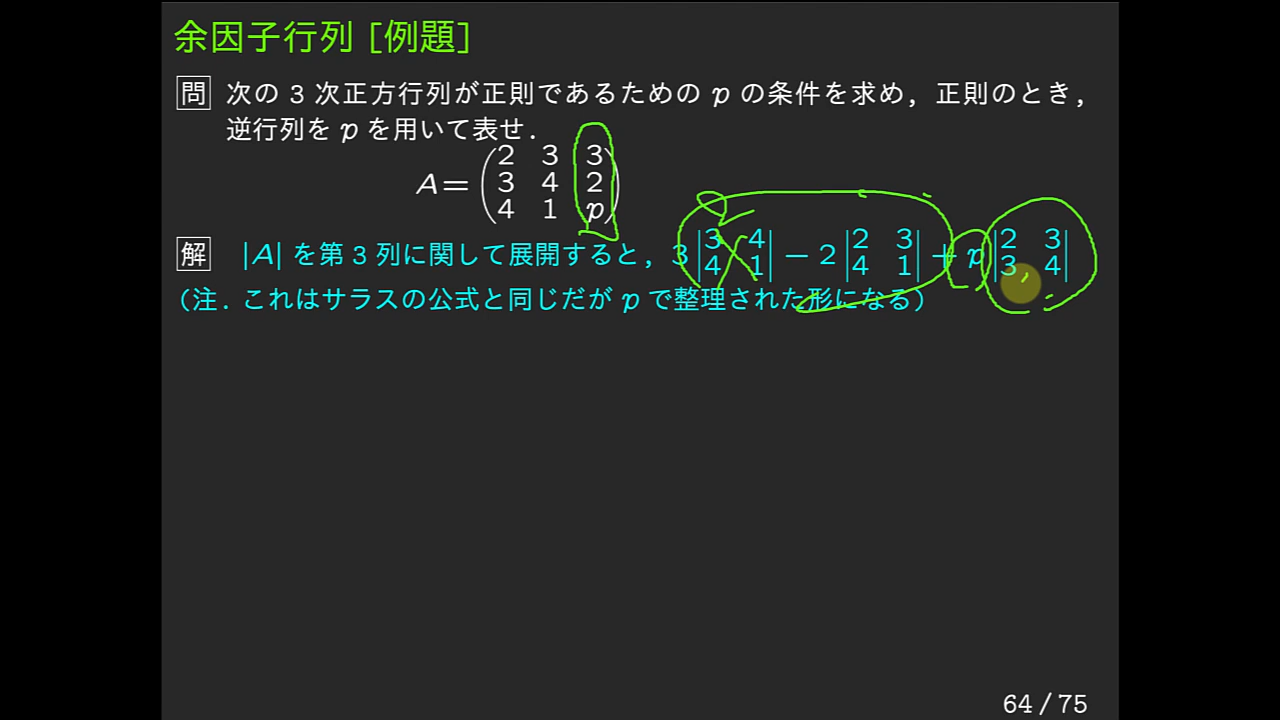 余因子行列 [例題]
問 次の 3 次正方行列が正則であるための p の条件を求め，正則のとき，
逆行列を p を用いて表せ．
2 3 3
A= 3 4 2
4 1 p
解 |A| を第 3 列に関して展開すると，3 |3 4| − 2 |2 3| + p |2 3|
|4 1| |4 1| |3 4|
（注．これはサラスの公式と同じだが p で整理された形になる）
64 / 75